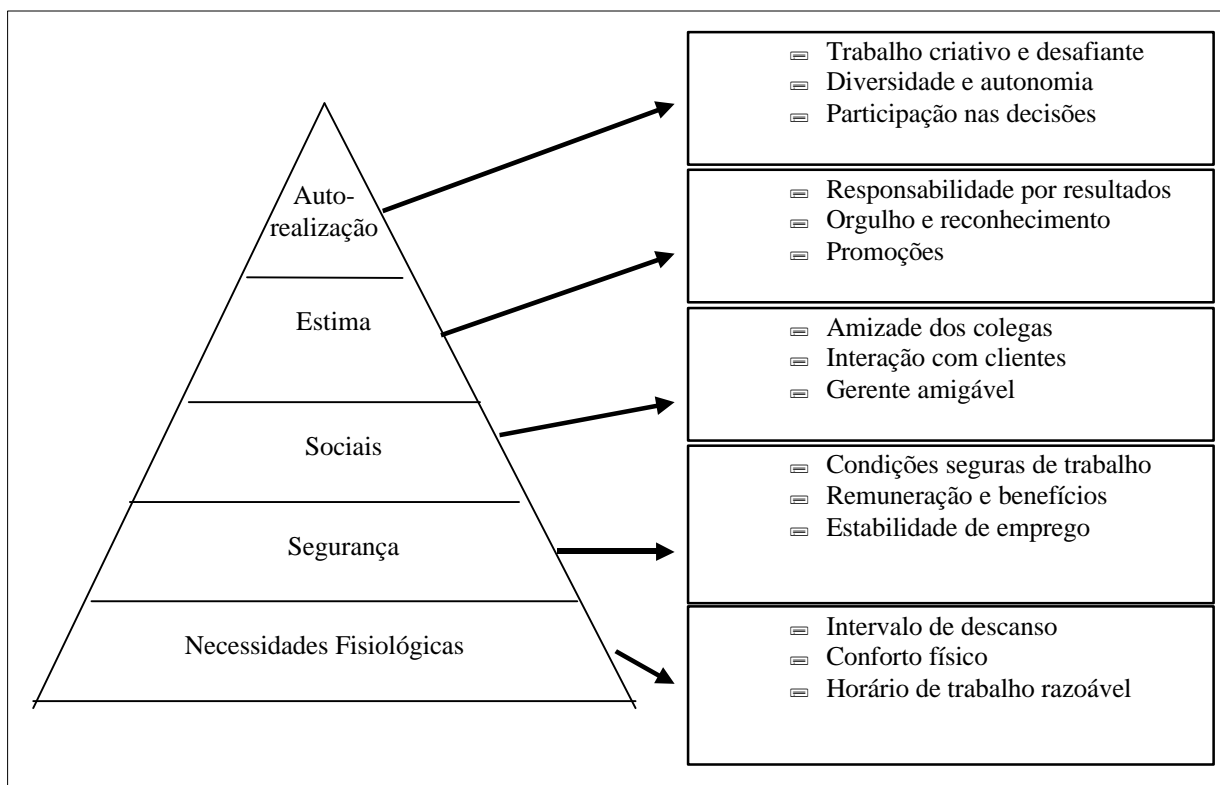 Auto-
realização
Estima
Sociais
Segurança
Necessidades Fisiológicas
Trabalho criativo e desafiante
Diversidade e autonomia
Participação nas decisões
Responsabilidade por resultados
Orgulho e reconhecimento
Promoções
Amizade dos colegas
Interação com clientes
Gerente amigável
Condições seguras de trabalho
Remuneração e benefícios
Estabilidade de emprego
Intervalo de descanso
Conforto físico
Horário de trabalho razoável